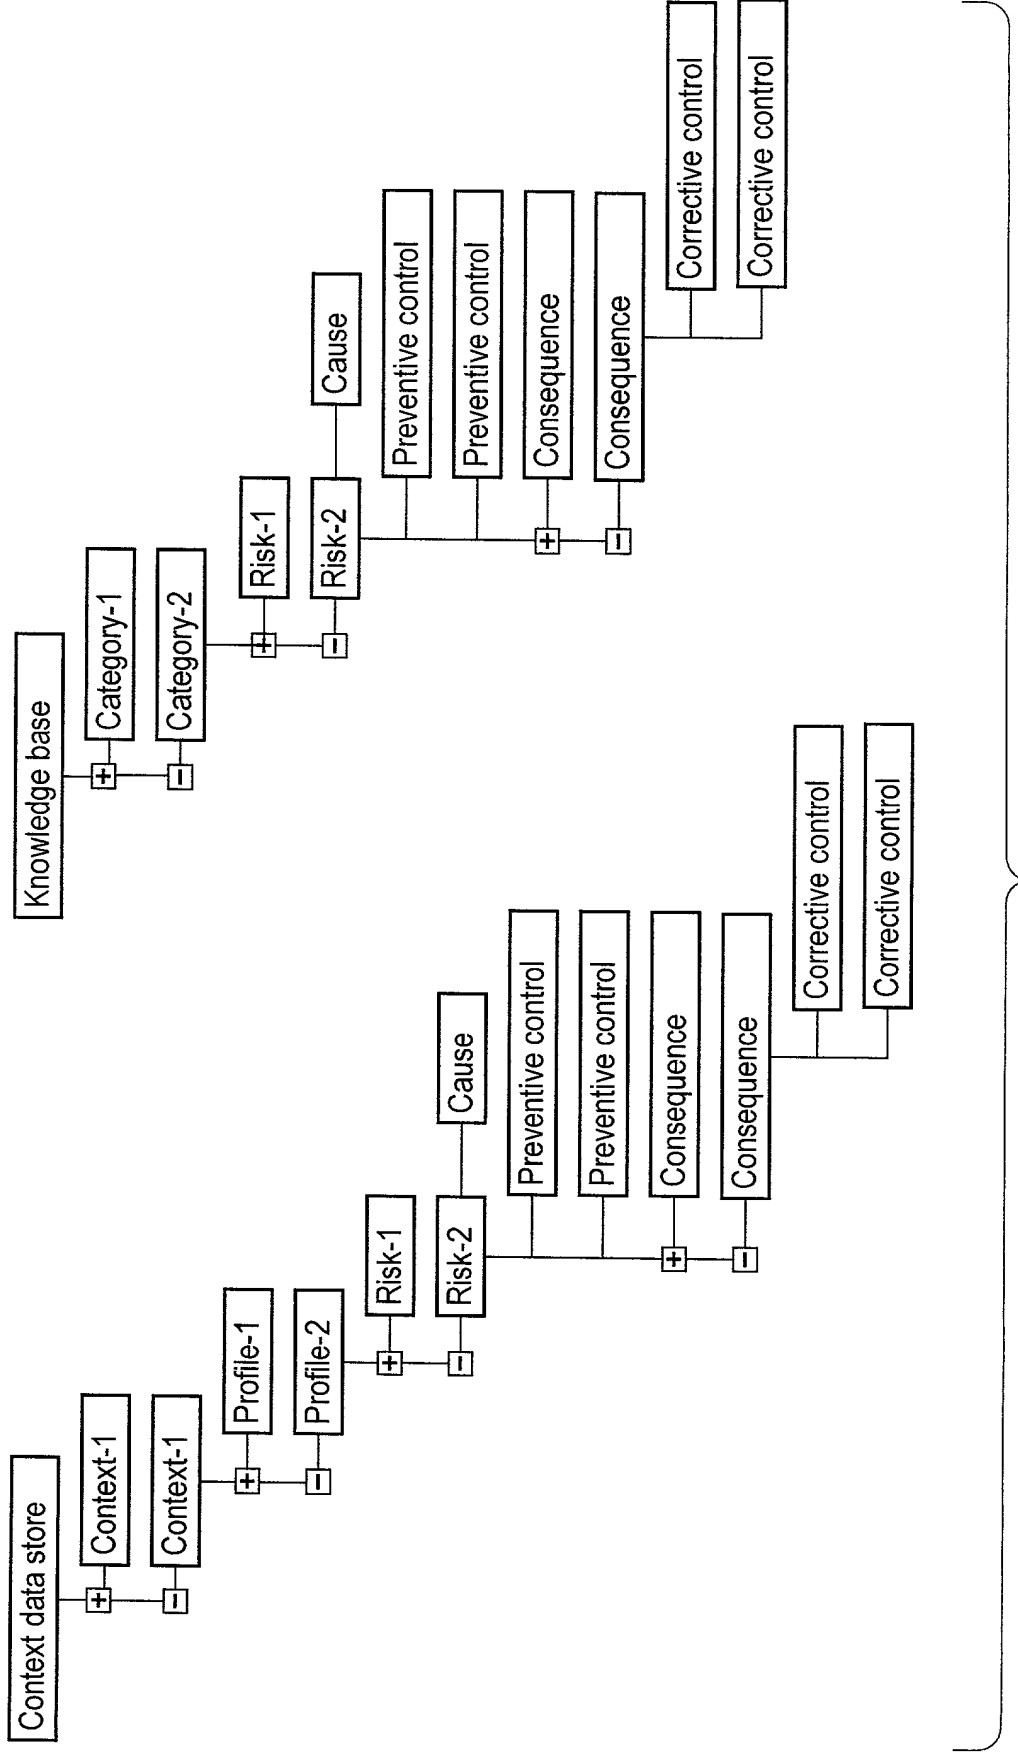 Context data store
+ Context-1
- Context-1
+ Profile-1
- Profile-2
+ Risk-1
- Risk-2
Cause
Preventive control
Preventive control
+ Consequence
- Consequence
Corrective control
Corrective control
Knowledge base
+ Category-1
- Category-2
+ Risk-1
- Risk-2
Cause
Preventive control
Preventive control
+ Consequence
- Consequence
Corrective control
Corrective control